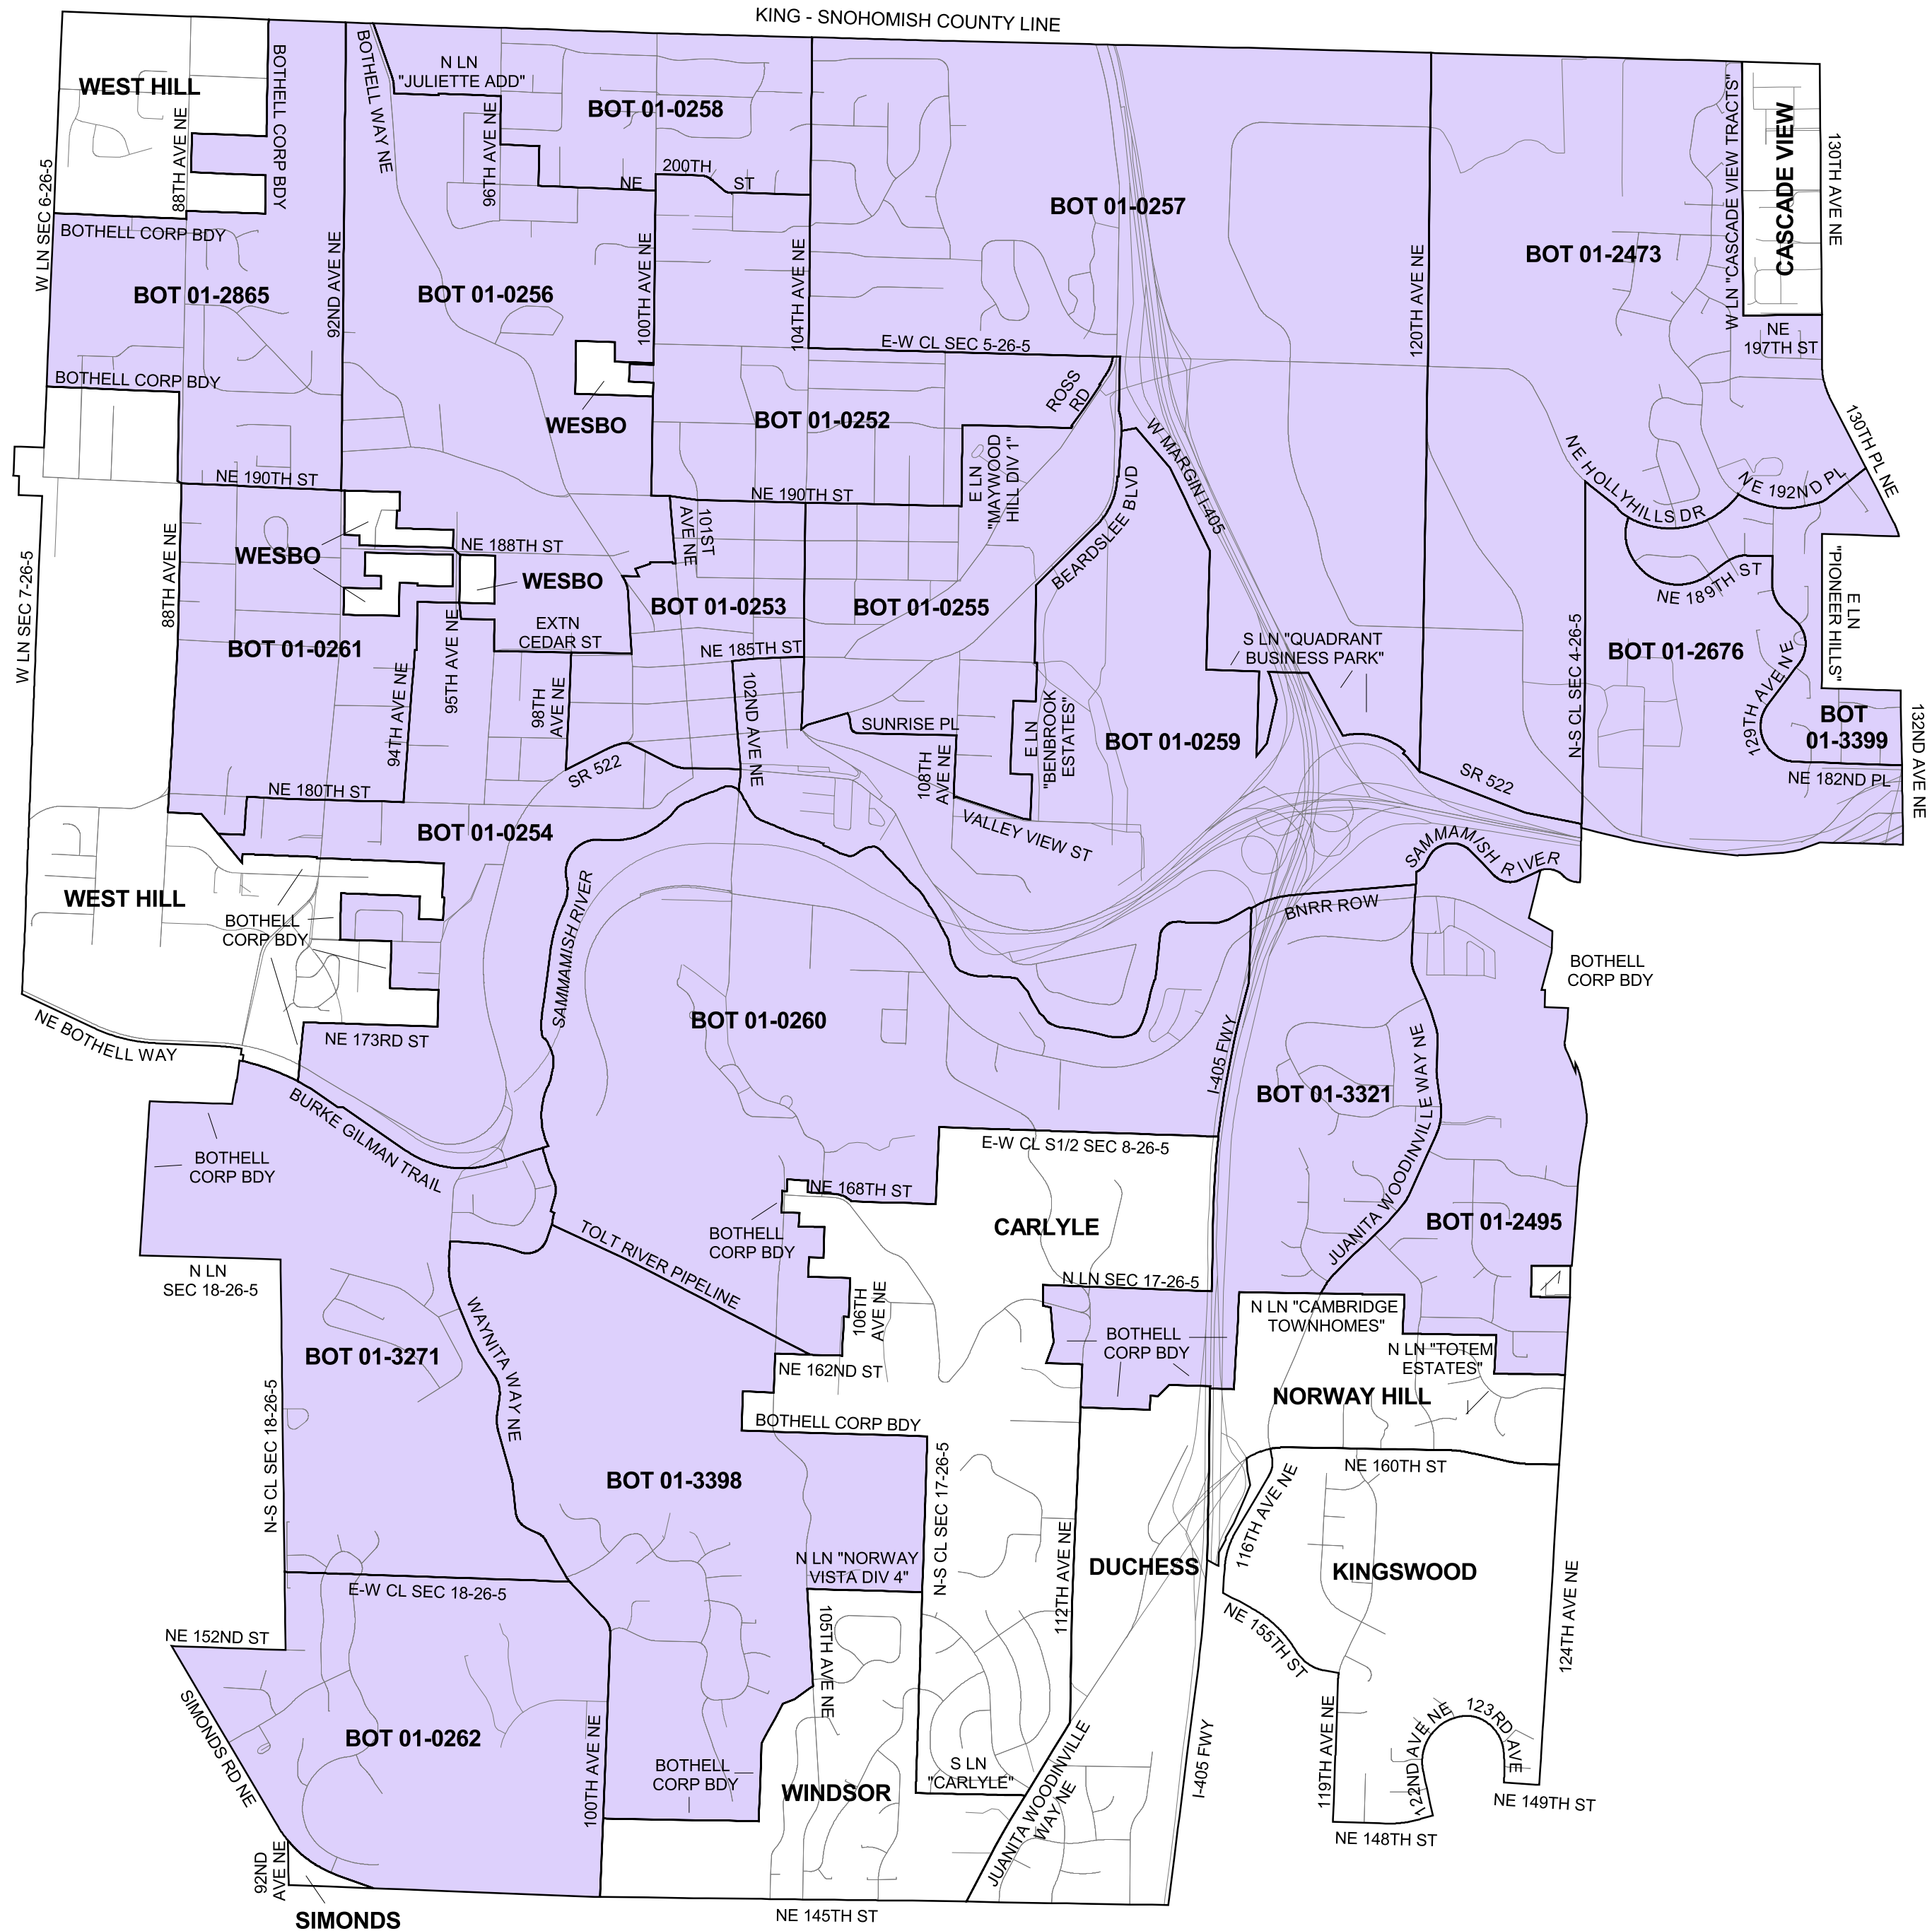 KING - SNOHOMISH COUNTY LINE
WEST HILL
88TH AVE NE
BOTHELL CORP BDY
BOTHELL WAY NE
N LN
"JULIETTE ADD"
96TH AVE NE
BOT 01-0258
NE 200TH ST
W LN SEC 6-26-5
BOTHELL CORP BDY
BOT 01-2865
92ND AVE NE
BOT 01-0256
100TH AVE NE
104TH AVE NE
BOT 01-0257
120TH AVE NE
BOT 01-2473
W LN "CASCADE VIEW TRACTS"
CASCADE VIEW
130TH AVE NE
NE
197TH ST
130TH PL NE
E-W CL SEC 5-26-5
BOTHELL CORP BDY
WESBO
BOT 01-0252
ROSS
RD
E LN
"MAYWOOD
HILL DIV 1"
W MARGIN I-405
BEARDSLEE BLVD
NE HOLLYHILLS DR
NE 192ND PL
NE 190TH ST
NE 190TH ST
101ST
AVE NE
W LN SEC 7-26-5
88TH AVE NE
WESBO
NE 188TH ST
WESBO
BOT 01-0253
BOT 01-0255
NE 189TH ST
E LN
"PIONEER HILLS"
EXTN
CEDAR ST
BOT 01-0261
94TH AVE NE
95TH AVE NE
98TH
AVE NE
NE 185TH ST
102ND AVE NE
S LN "QUADRANT
BUSINESS PARK"
N-S CL SEC 4-26-5
BOT 01-2676
129TH AVE NE
BOT
01-3399
132ND AVE NE
NE 182ND PL
SUNRISE PL
108TH
AVE NE
E LN
"BENBROOK
ESTATES"
BOT 01-0259
SR 522
SR 522
NE 180TH ST
BOT 01-0254
VALLEY VIEW ST
SAMMAMISH RIVER
WEST HILL
BOTHELL
CORP BDY
SAMMAMISH RIVER
BNRR ROW
BOTHELL
CORP BDY
BOT 01-0260
NE BOTHELL WAY
NE 173RD ST
I-405 FWY
BOT 01-3321
JUANITA WOODINVILLE WAY NE
BURKE GILMAN TRAIL
BOTHELL
CORP BDY
E-W CL S1/2 SEC 8-26-5
NE 168TH ST
BOTHELL
CORP BDY
CARLYLE
BOT 01-2495
TOLT RIVER PIPELINE
N LN
SEC 18-26-5
N LN SEC 17-26-5
106TH
AVE NE
BOTHELL
CORP BDY
N LN "CAMBRIDGE
TOWNHOMES"
N LN "TOTEM
ESTATES"
BOT 01-3271
WAYNITA WAY NE
NE 162ND ST
NORWAY HILL
BOTHELL CORP BDY
N-S CL SEC 18-26-5
BOT 01-3398
N-S CL SEC 17-26-5
NE 160TH ST
116TH AVE NE
N LN "NORWAY
VISTA DIV 4"
112TH AVE NE
DUCHESS
KINGSWOOD
E-W CL SEC 18-26-5
NE 152ND ST
105TH AVE NE
NE 155TH ST
124TH AVE NE
SIMONDS RD NE
BOT 01-0262
100TH AVE NE
BOTHELL
CORP BDY
WINDSOR
S LN
"CARLYLE"
JUANITA WOODINVILLE
WAY NE
I-405 FWY
119TH AVE NE
122ND AVE NE
123RD AVE
NE 149TH ST
NE 148TH ST
92ND
AVE NE
SIMONDS
NE 145TH ST